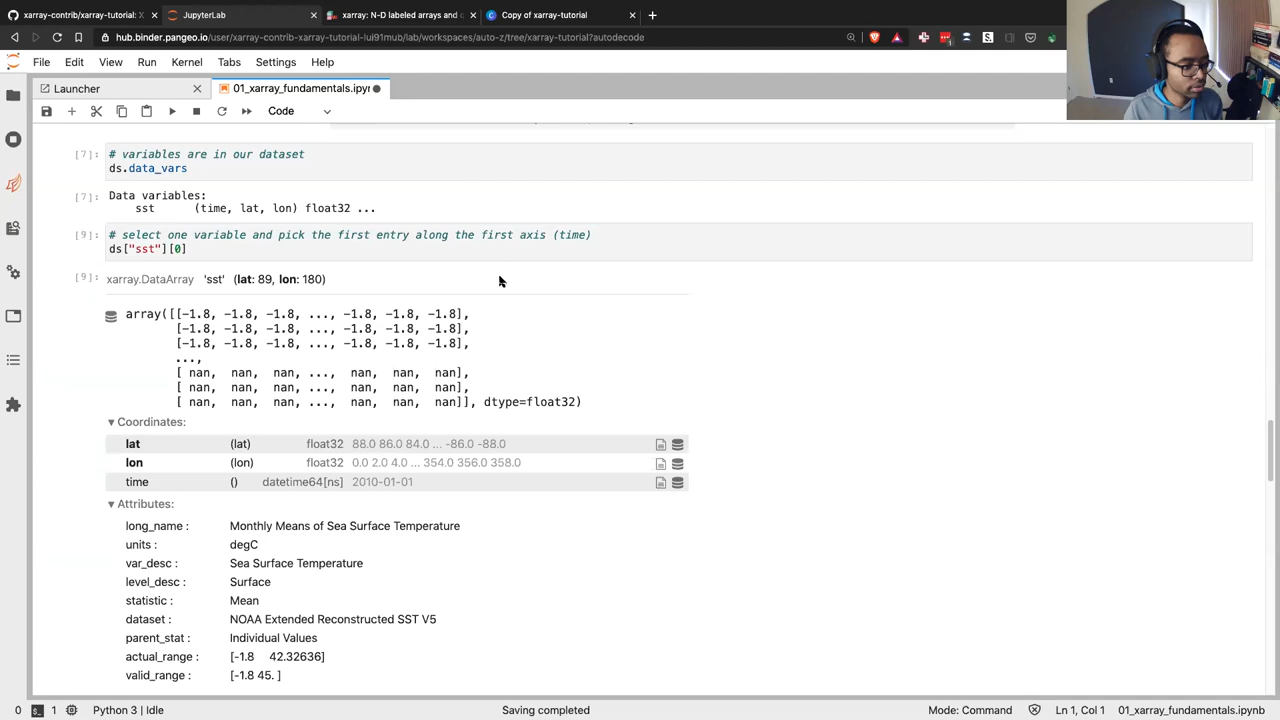 xarray-contrib/xarray-tutorial: X
JupyterLab
xarray: N-D labeled arrays and
Copy of xarray-tutorial
hub.binder.pangeo.io/user/xarray-contrib-xarray-tutorial-lui91mub/lab/workspaces/auto-z/tree/xarray-tutorial?autodecode
File Edit View Run Kernel Tabs Settings Help
Launcher
01_xarray_fundamentals.ipyr
Code
[7]: # variables are in our dataset
ds.data_vars
[7]: Data variables:
sst (time, lat, lon) float32 ...
[9]: # select one variable and pick the first entry along the first axis (time)
ds["sst"][0]
[9]: xarray.DataArray 'sst' (lat: 89, lon: 180)
array([[-1.8, -1.8, -1.8, ..., -1.8, -1.8, -1.8],
[-1.8, -1.8, -1.8, ..., -1.8, -1.8, -1.8],
[-1.8, -1.8, -1.8, ..., -1.8, -1.8, -1.8],
...,
[ nan, nan, nan, ..., nan, nan, nan],
[ nan, nan, nan, ..., nan, nan, nan],
[ nan, nan, nan, ..., nan, nan, nan]], dtype=float32)
▼ Coordinates:
lat (lat) float32 88.0 86.0 84.0 ... -86.0 -88.0
lon (lon) float32 0.0 2.0 4.0 ... 354.0 356.0 358.0
time () datetime64[ns] 2010-01-01
▼ Attributes:
long_name : Monthly Means of Sea Surface Temperature
units : degC
var_desc : Sea Surface Temperature
level_desc : Surface
statistic : Mean
dataset : NOAA Extended Reconstructed SST V5
parent_stat : Individual Values
actual_range : [-1.8 42.32636]
valid_range : [-1.8 45. ]
0 1 Python 3 | Idle Saving completed Mode: Command Ln 1, Col 1 01_xarray_fundamentals.ipynb